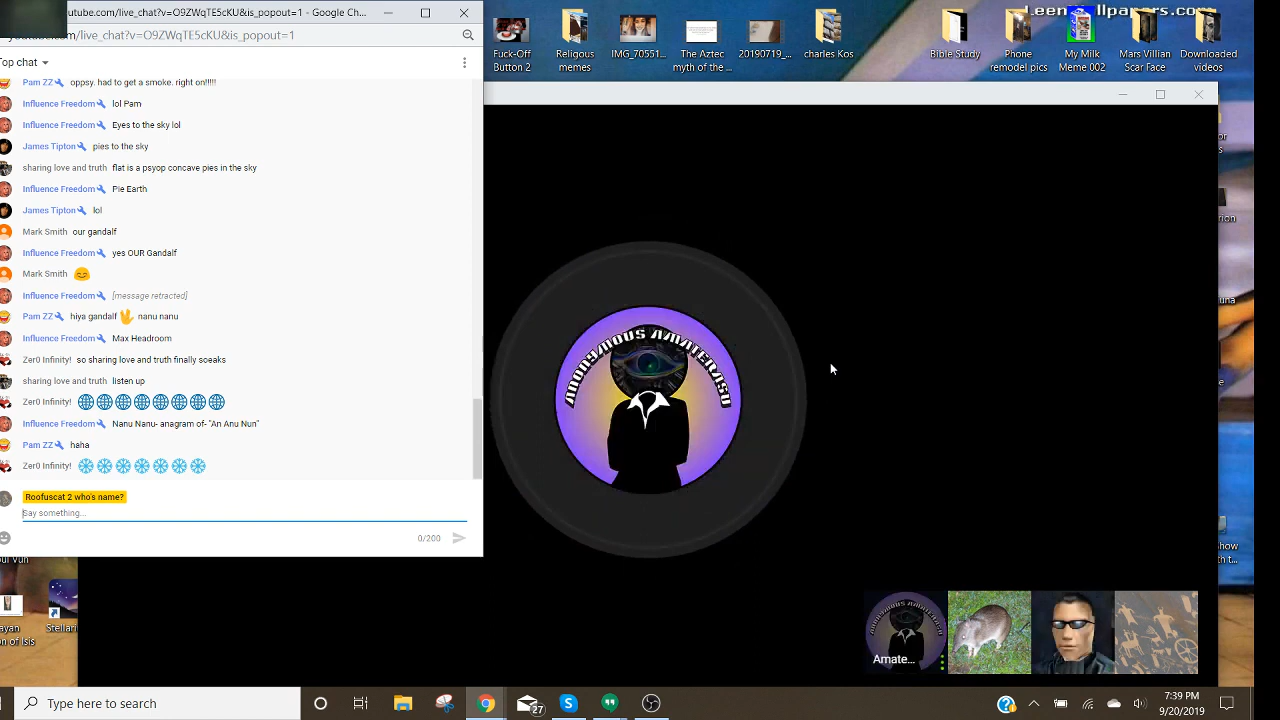 utube.com/live_chat?v=O9ZWqTE5cKU&is_popout=1 - Google Ch...
/live_chat?v=O9ZWqTE5cKU&is_popout=1
op chat
Pam ZZ oppsy. had to get a smoke. right on!!!!!
Influence Freedom lol Pam
Influence Freedom Eyes to the sky lol
James Tipton pies to the sky
sharing love and truth flat is a psyop concave pies in the sky
Influence Freedom Pie Earth
James Tipton lol
Mark Smith our gandalf
Influence Freedom yes OUR Gandalf
Mark Smith 😊
Influence Freedom [message retracted]
Pam ZZ hiya gandalf 🖖 nanu nanu
Influence Freedom Max Headroom
Zer0 Infinity! so sharing love and truth finally soeaks
sharing love and truth listen up
Zer0 Infinity! 🌐🌐🌐🌐🌐🌐🌐🌐
Influence Freedom Nanu Nanu- anagram of- "An Anu Nun"
Pam ZZ haha
Zer0 Infinity! ❄❄❄❄❄❄❄
Roofuscat 2 who's name?
Say something...
0/200
Fuck-Off
Button 2
Religous
memes
IMG_70551...
The Aztec
myth of the ...
20190719_...
charles Kos
Bible Study
Phone
remodel pics
My Milk
Meme 002
Mars Villian
Scar Face
Downloaded
videos
ANONYMOUS AMATERASU
Amate...
ayan
on of Isis
Stellari
Type here to search
27
7:39 PM
9/20/2019